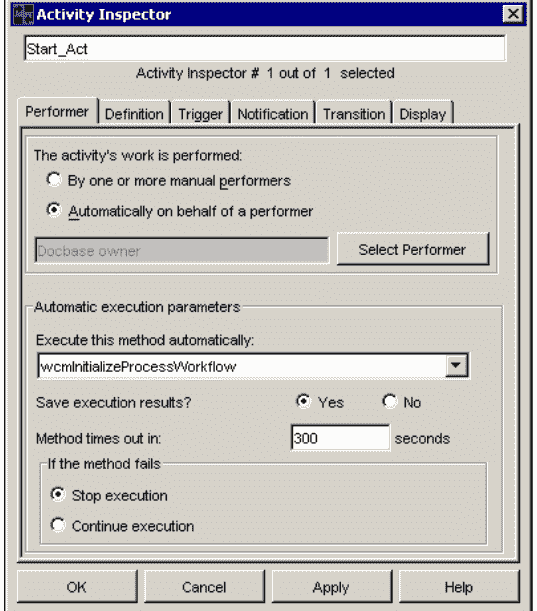 Activity Inspector
Start_Act
Activity Inspector # 1 out of 1 selected
Performer Definition Trigger Notification Transition Display
The activity's work is performed:
By one or more manual performers
Automatically on behalf of a performer
Docbase owner Select Performer
Automatic execution parameters
Execute this method automatically:
wcmInitializeProcessWorkflow
Save execution results? Yes No
Method times out in: 300 seconds
If the method fails
Stop execution
Continue execution
OK Cancel Apply Help